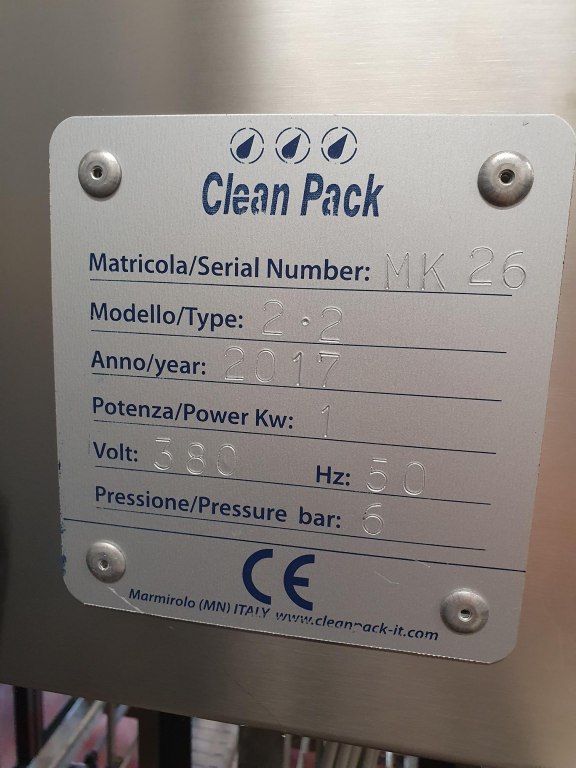 Clean Pack
Matricola/Serial Number: MK 26
Modello/Type: 2.2
Anno/year: 2017
Potenza/Power Kw: 1
Volt: 380 Hz: 50
Pressione/Pressure bar: 6
CE
Marmirolo (MN) ITALY www.cleanpack-it.com